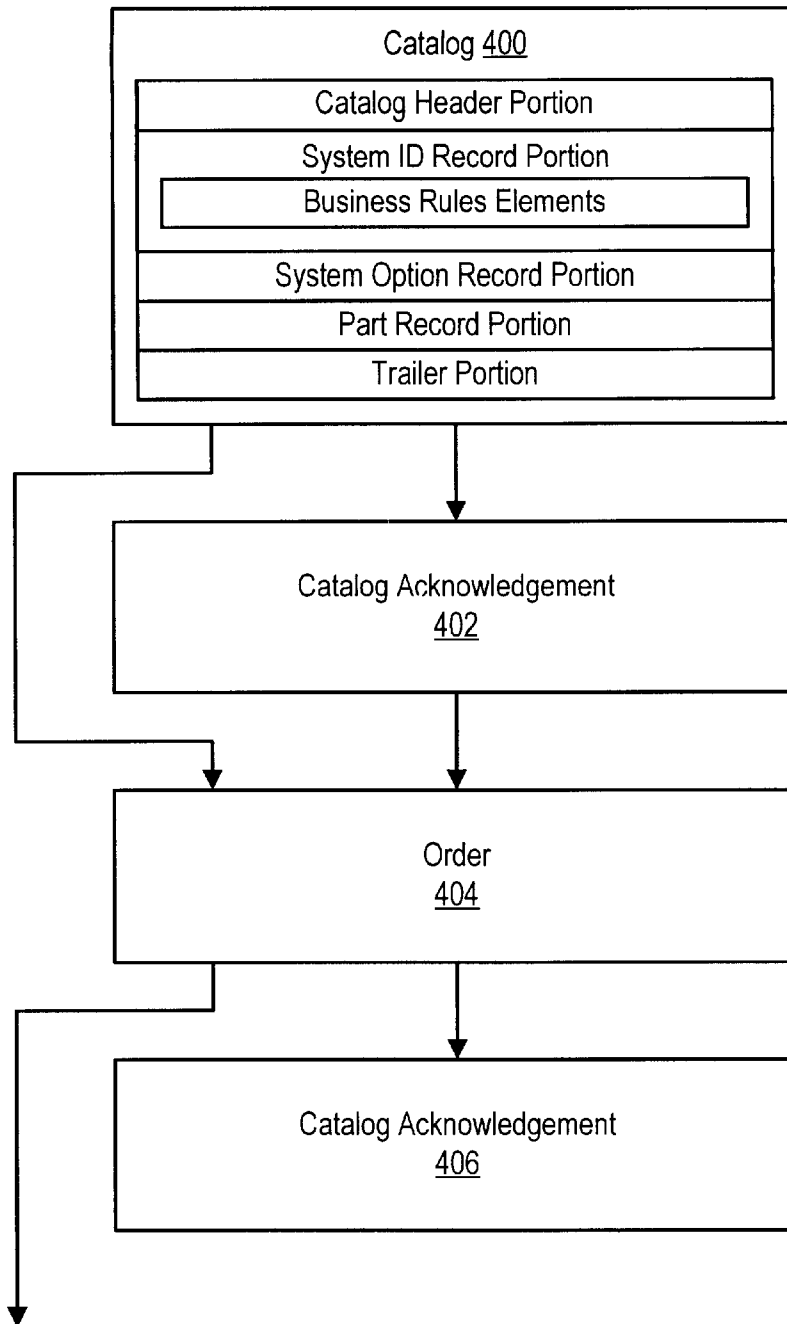 Catalog 400
Catalog Header Portion
System ID Record Portion
Business Rules Elements
System Option Record Portion
Part Record Portion
Trailer Portion
Catalog Acknowledgement
402
Order
404
Catalog Acknowledgement
406